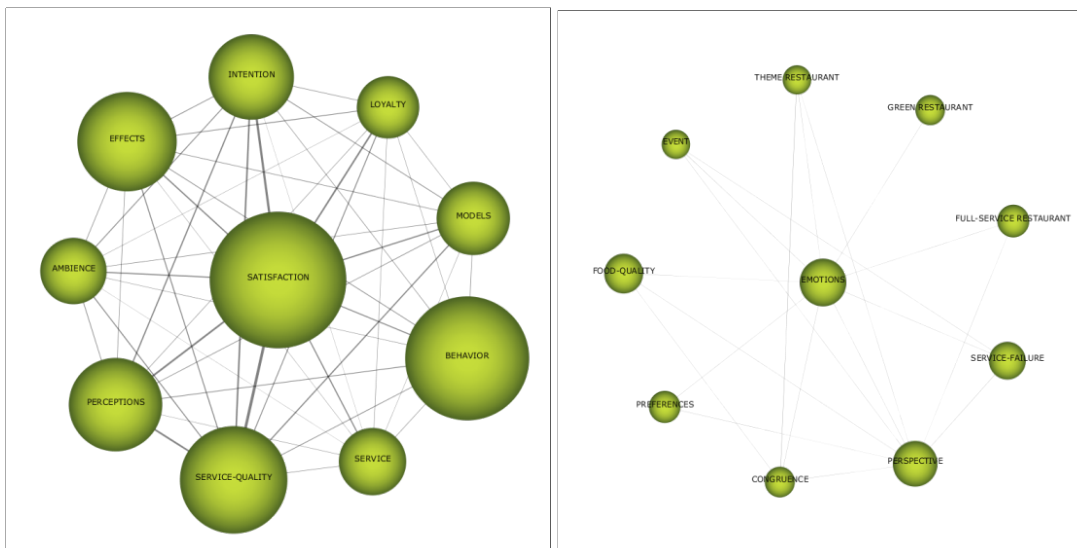 INTENTION
LOYALTY
EFFECTS
MODELS
AMBIENCE
SATISFACTION
BEHAVIOR
PERCEPTIONS
SERVICE
SERVICE-QUALITY
THEME/RESTAURANT
GREEN/RESTAURANT
EVENT
FULL-SERVICE RESTAURANT
FOOD-QUALITY
EMOTIONS
SERVICE-FAILURE
PREFERENCES
PERSPECTIVE
CONGRUENCE